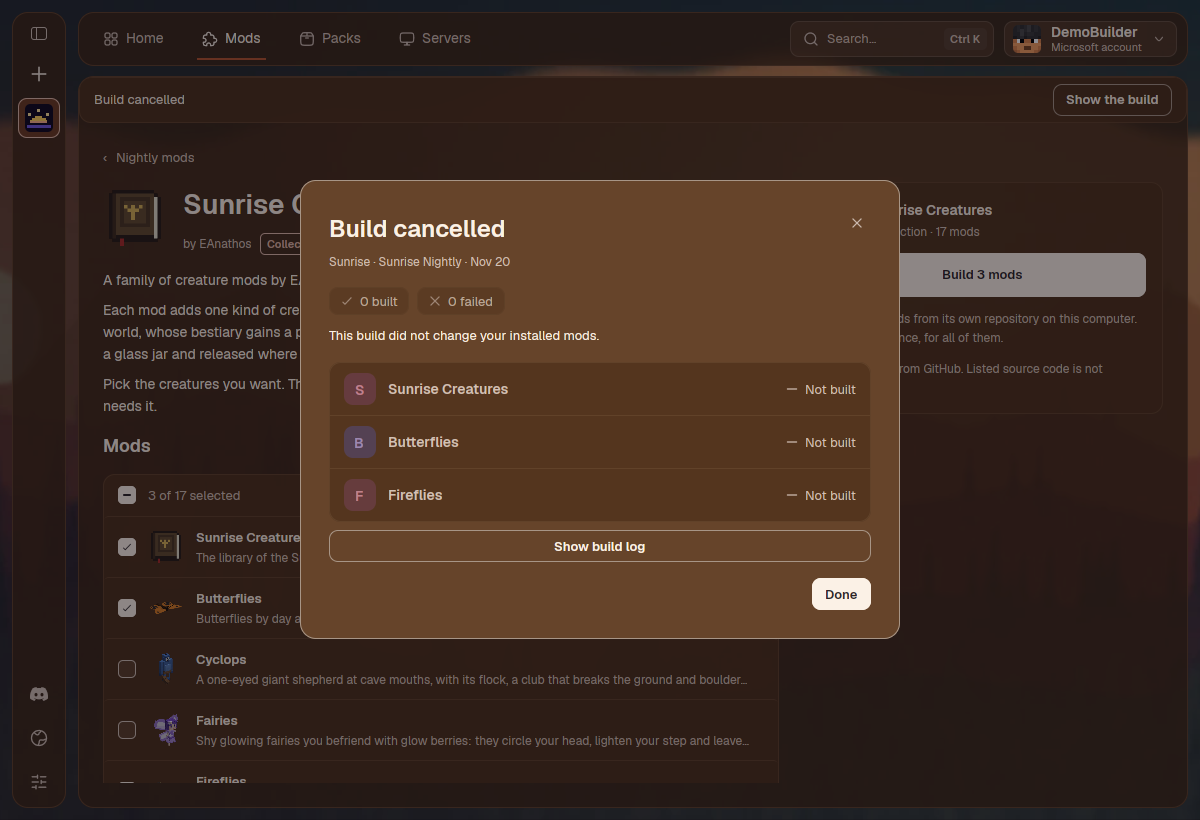 Home
Mods
Packs
Servers
Search...
Ctrl K
DemoBuilder
Microsoft account
Build cancelled
Show the build
‹ Nightly mods
Sunrise
by EAnathos
Collec
A family of creature mods by EA
Each mod adds one kind of cre
world, whose bestiary gains a p
a glass jar and released where
Pick the creatures you want. Th
needs it.
Mods
3 of 17 selected
Sunrise Creature
The library of the S
Butterflies
Butterflies by day a
Cyclops
A one-eyed giant shepherd at cave mouths, with its flock, a club that breaks the ground and boulder...
Fairies
Shy glowing fairies you befriend with glow berries: they circle your head, lighten your step and leave...
Fireflies
rise Creatures
ction · 17 mods
Build 3 mods
ds from its own repository on this computer.
nce, for all of them.
rom GitHub. Listed source code is not
Build cancelled
Sunrise · Sunrise Nightly · Nov 20
0 built
0 failed
This build did not change your installed mods.
S
Sunrise Creatures
— Not built
B
Butterflies
— Not built
F
Fireflies
— Not built
Show build log
Done